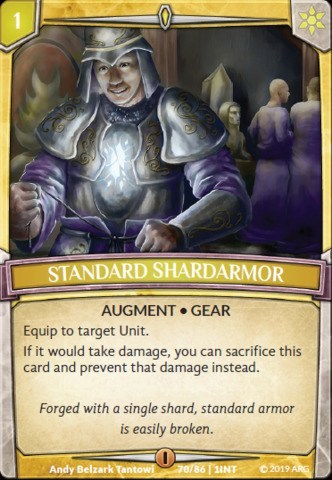 1
STANDARD SHARDARMOR
AUGMENT • GEAR
Equip to target Unit.
If it would take damage, you can sacrifice this
card and prevent that damage instead.
Forged with a single shard, standard armor
is easily broken.
I
Andy Belzark Tantowi 70/86 | 1INT © 2019 ARG